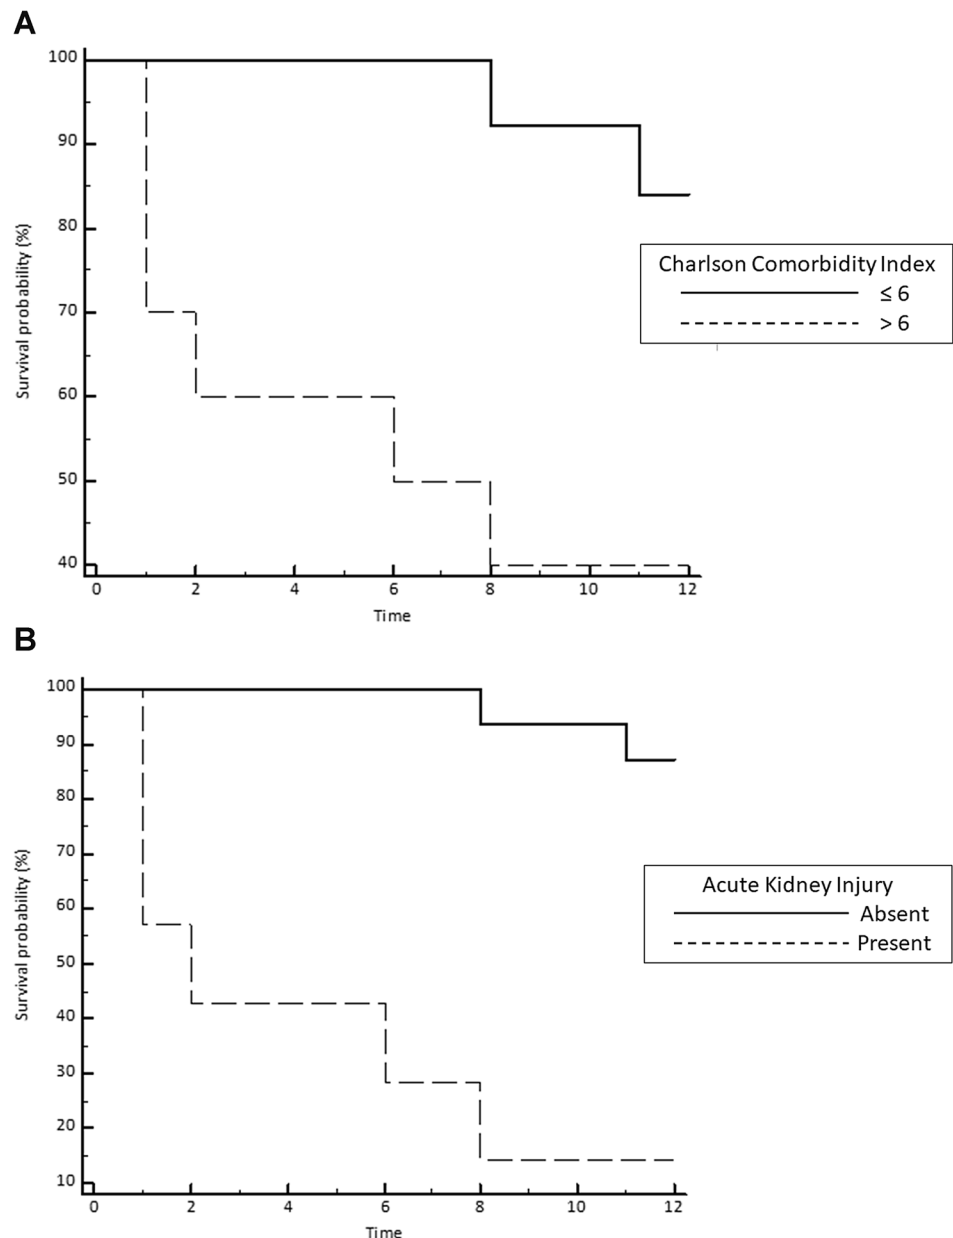 A
100
90
80
70
60
50
40
Survival probability (%)
0 2 4 6 8 10 12
Time
Charlson Comorbidity Index
≤ 6
> 6
B
100
90
80
70
60
50
40
30
20
10
Survival probability (%)
0 2 4 6 8 10 12
Time
Acute Kidney Injury
Absent
Present